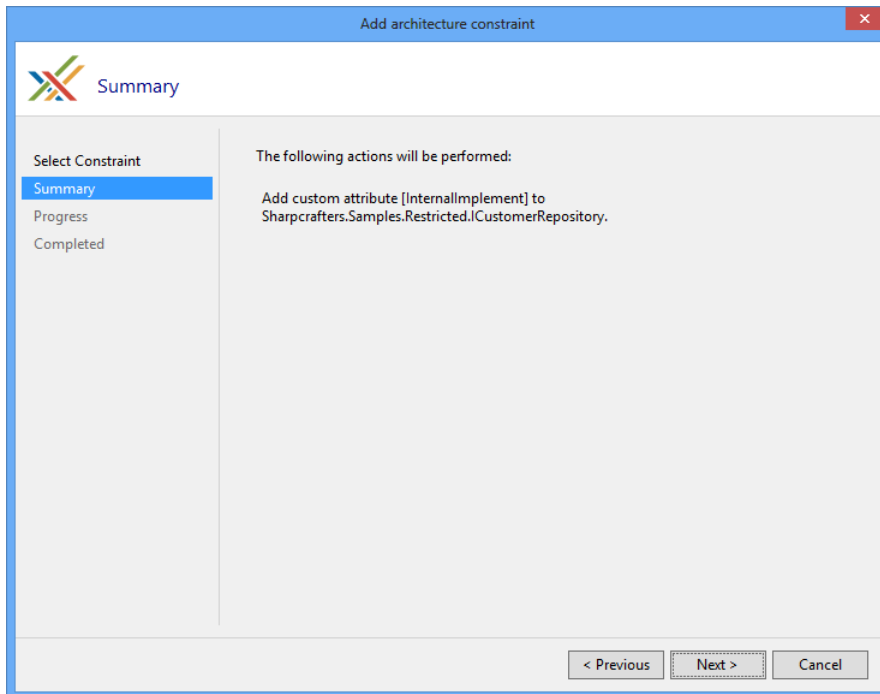 Add architecture constraint
Summary
Select Constraint
Summary
Progress
Completed
The following actions will be performed:
Add custom attribute [InternalImplement] to
Sharpcrafters.Samples.Restricted.ICustomerRepository.
< Previous
Next >
Cancel